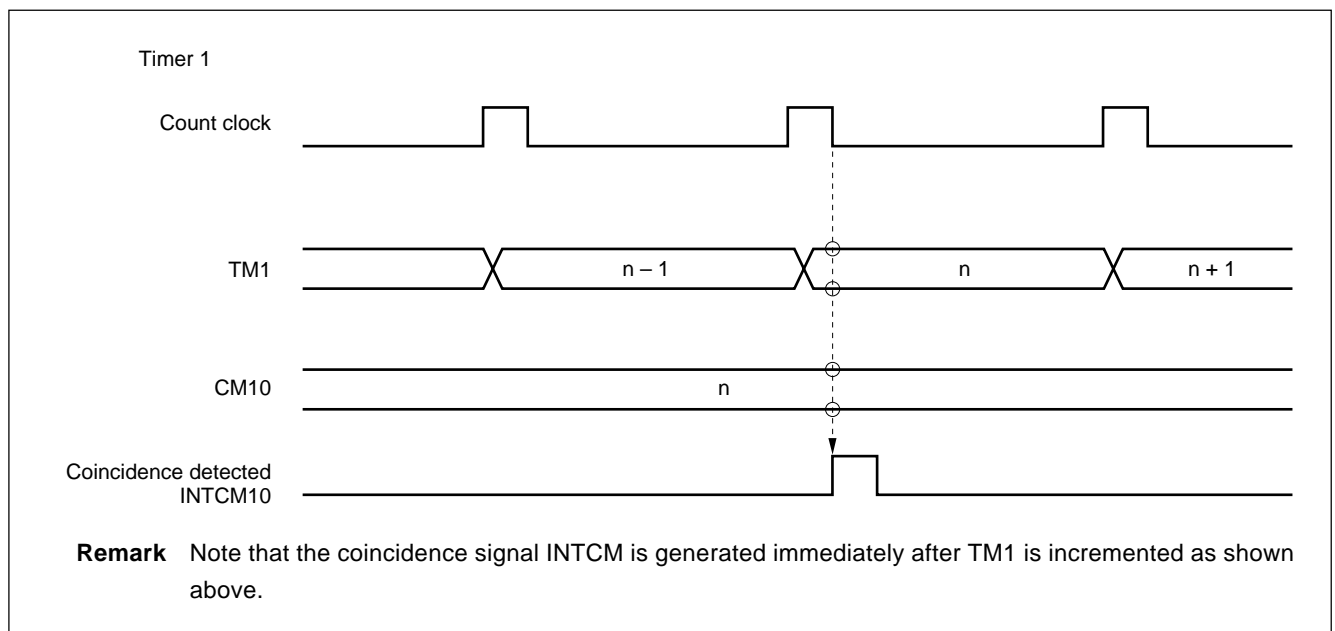 Timer 1
Count clock
TM1
n – 1
n
n + 1
CM10
n
Coincidence detected
INTCM10
Remark Note that the coincidence signal INTCM is generated immediately after TM1 is incremented as shown
above.